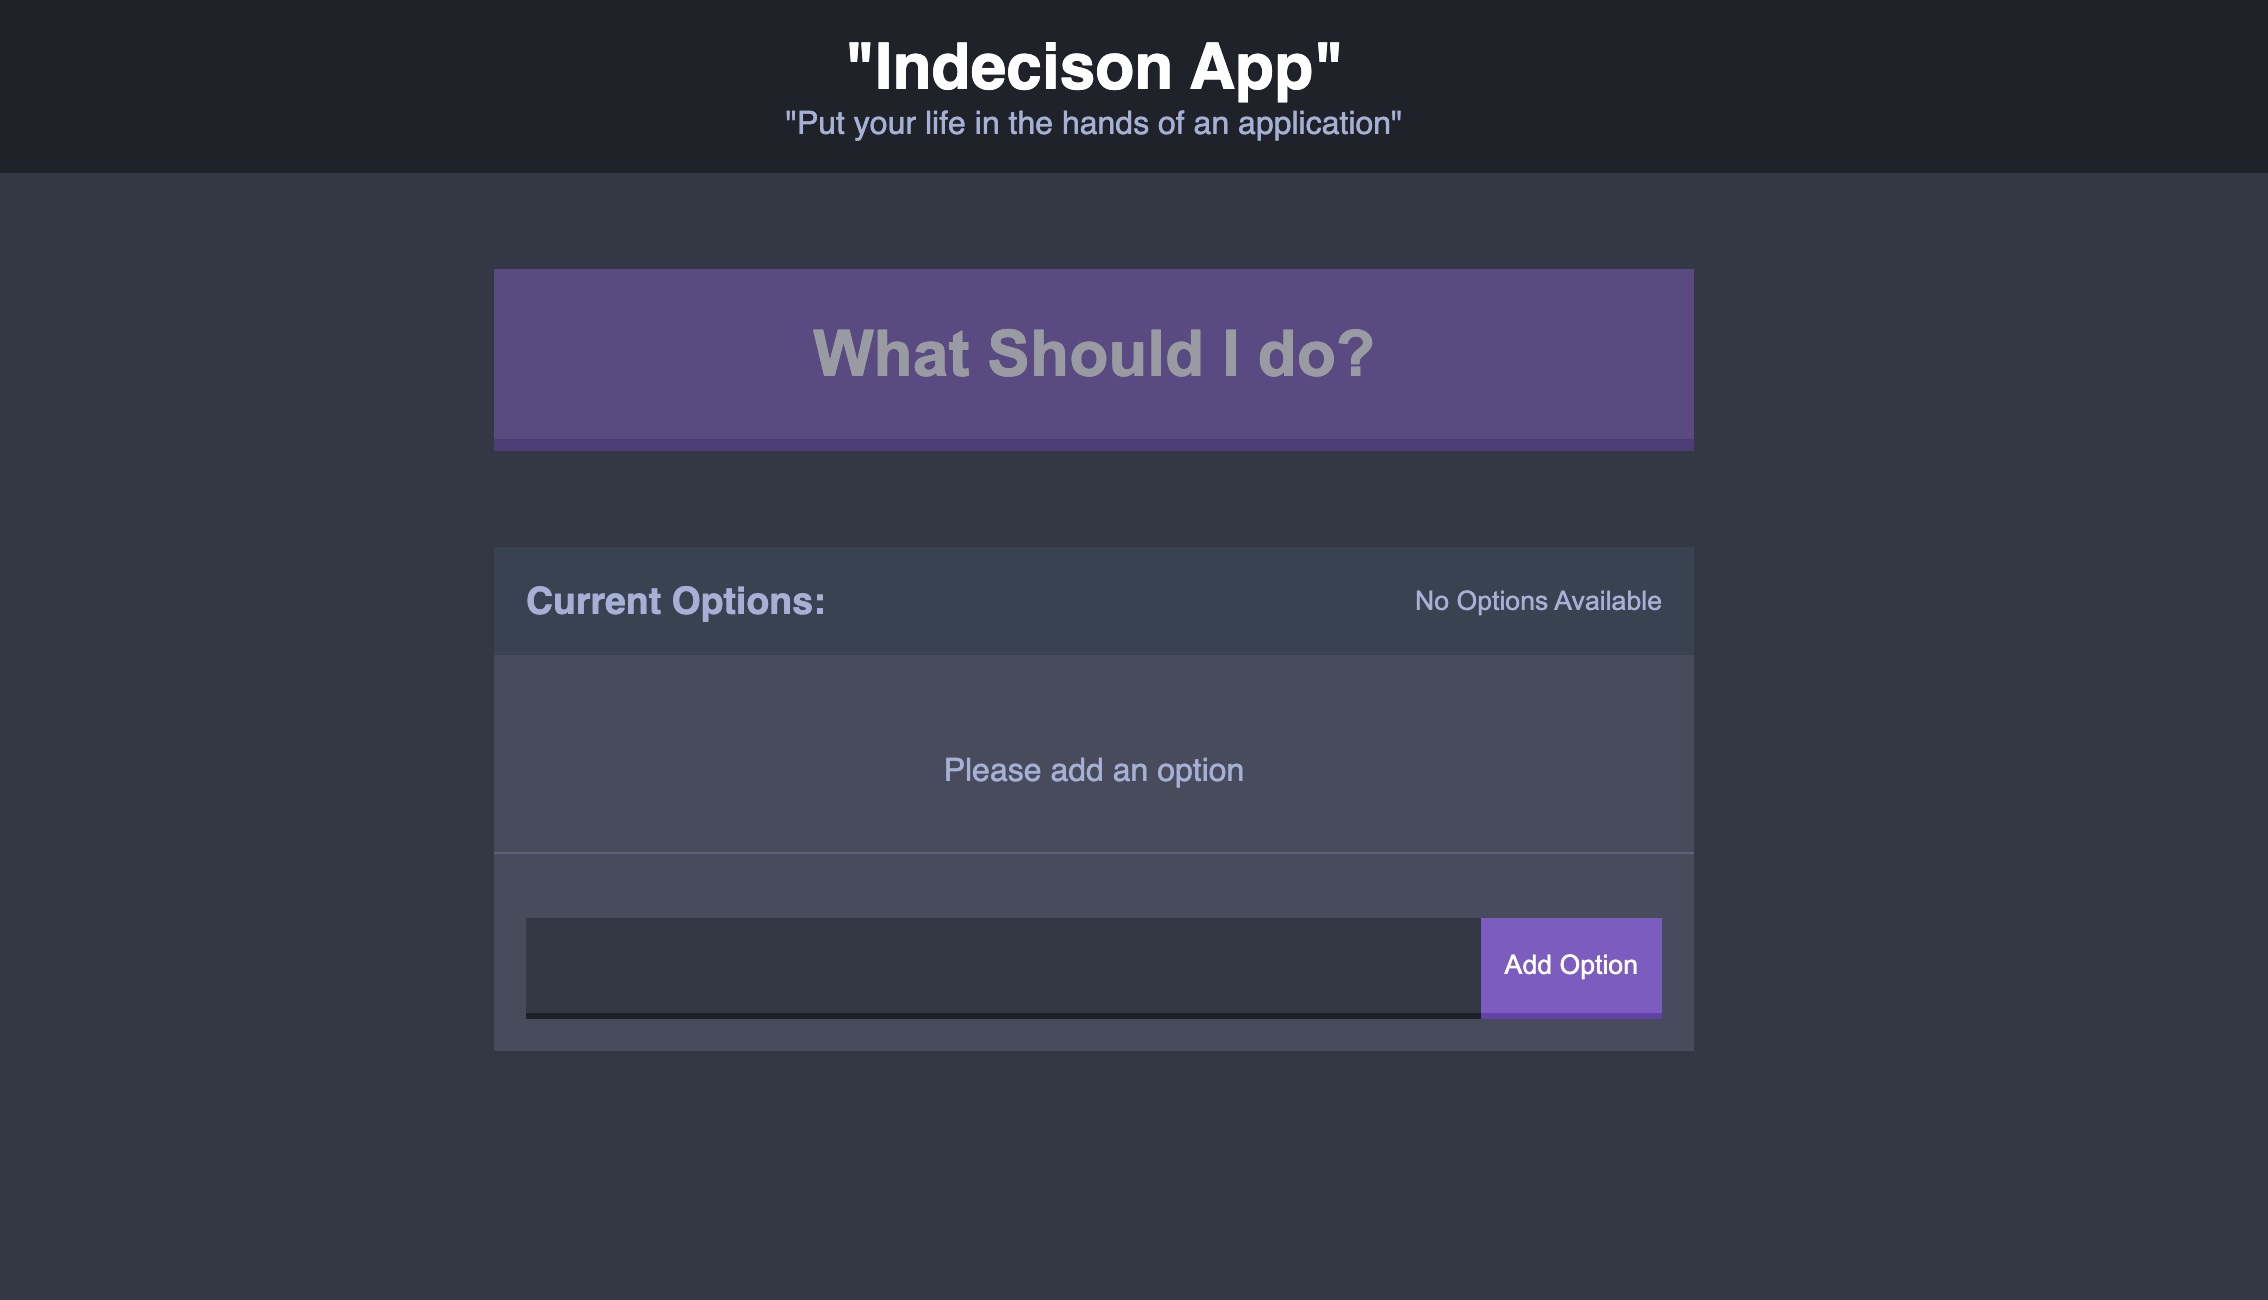 "Indecison App"
"Put your life in the hands of an application"
What Should I do?
Current Options:
No Options Available
Please add an option
Add Option